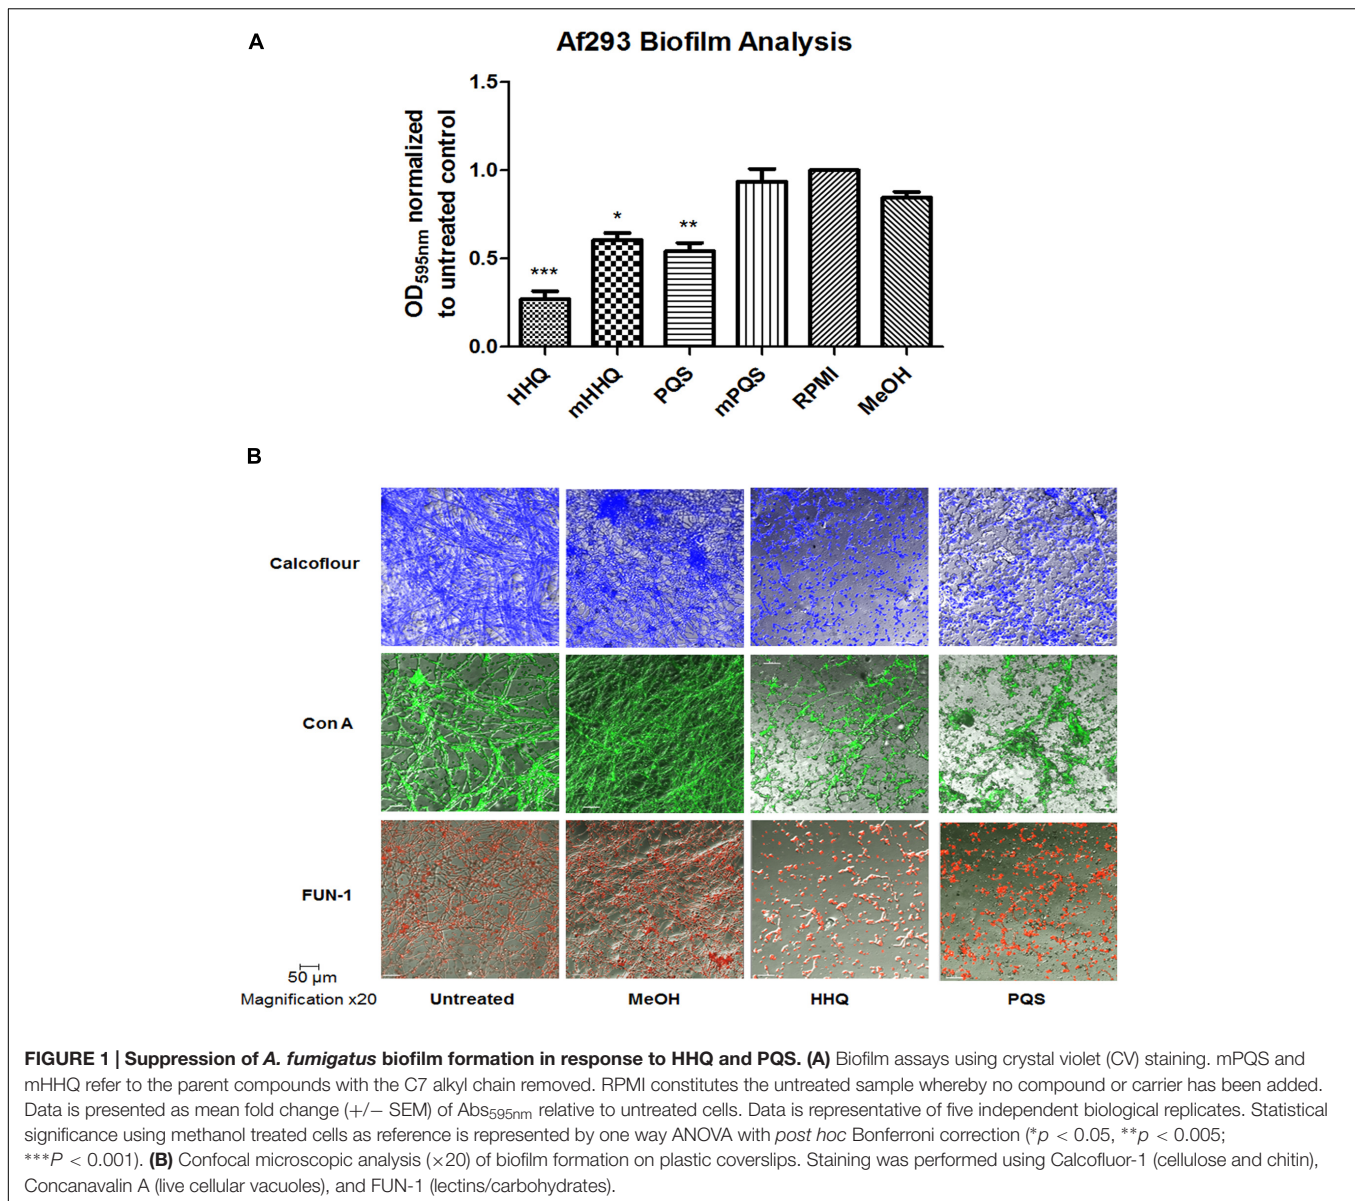 A
Af293 Biofilm Analysis
OD595nm normalized
to untreated control
1.5
1.0
0.5
0.0
***
*
**
HHQ
mHHQ
PQS
mPQS
RPMI
MeOH
B
Calcoflour
Con A
FUN-1
50 µm
Magnification x20
Untreated
MeOH
HHQ
PQS
FIGURE 1 | Suppression of A. fumigatus biofilm formation in response to HHQ and PQS. (A) Biofilm assays using crystal violet (CV) staining. mPQS and
mHHQ refer to the parent compounds with the C7 alkyl chain removed. RPMI constitutes the untreated sample whereby no compound or carrier has been added.
Data is presented as mean fold change (+/− SEM) of Abs595nm relative to untreated cells. Data is representative of five independent biological replicates. Statistical
significance using methanol treated cells as reference is represented by one way ANOVA with post hoc Bonferroni correction (*p < 0.05, **p < 0.005;
***P < 0.001). (B) Confocal microscopic analysis (×20) of biofilm formation on plastic coverslips. Staining was performed using Calcofluor-1 (cellulose and chitin),
Concanavalin A (live cellular vacuoles), and FUN-1 (lectins/carbohydrates).